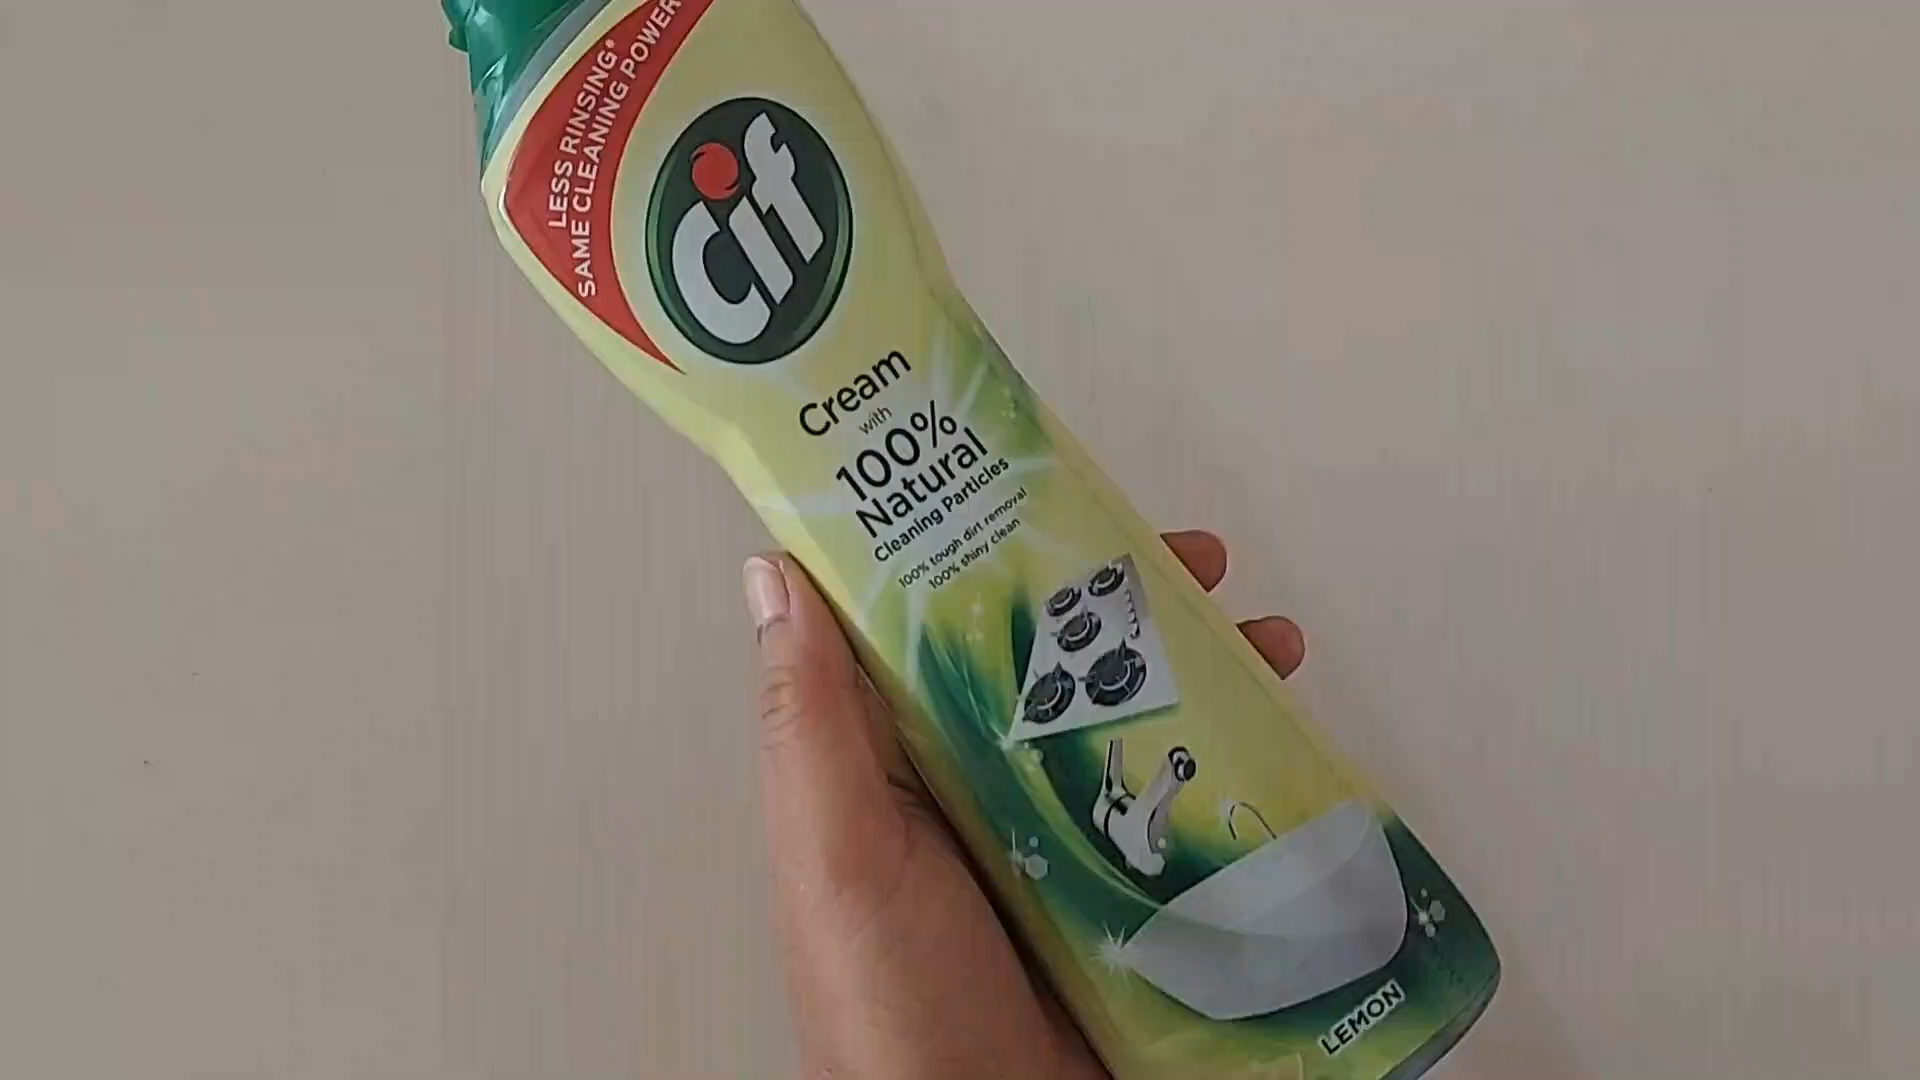 LESS RINSING*
SAME CLEANING POWER
Cif
Cream
with
100%
Natural
Cleaning Particles
100% tough dirt removal
100% shiny clean
LEMON